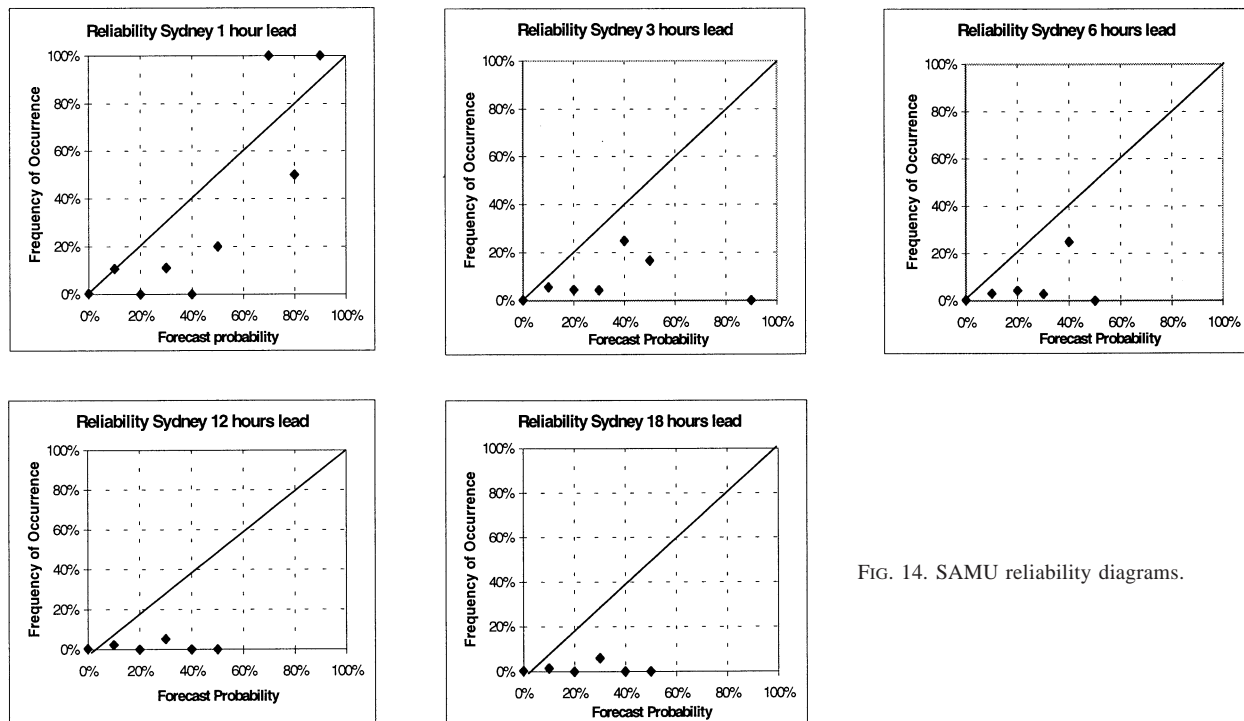 Reliability Sydney 1 hour lead
100%
80%
60%
40%
20%
0%
0% 20% 40% 60% 80% 100%
Frequency of Occurrence
Forecast probability
Reliability Sydney 3 hours lead
100%
80%
60%
40%
20%
0%
0% 20% 40% 60% 80% 100%
Frequency of Occurrence
Forecast Probability
Reliability Sydney 6 hours lead
100%
80%
60%
40%
20%
0%
0% 20% 40% 60% 80% 100%
Frequency of Occurrence
Forecast Probability
Reliability Sydney 12 hours lead
100%
80%
60%
40%
20%
0%
0% 20% 40% 60% 80% 100%
Frequency of Occurrence
Forecast Probability
Reliability Sydney 18 hours lead
100%
80%
60%
40%
20%
0%
0% 20% 40% 60% 80% 100%
Frequency of Occurrence
Forecast Probability
FIG. 14. SAMU reliability diagrams.